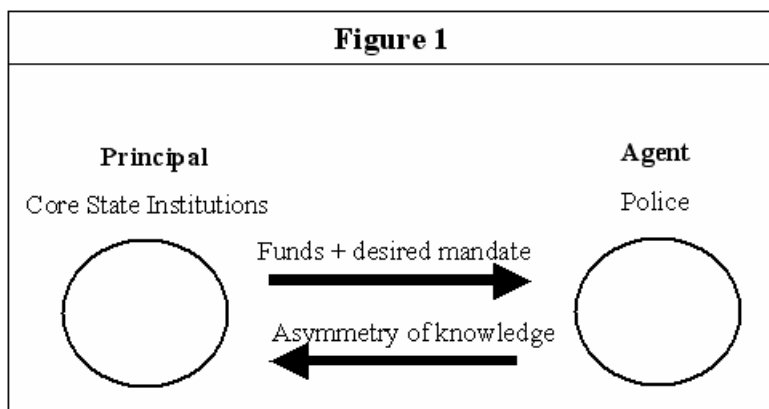 Figure 1
Principal
Core State Institutions
Agent
Police
Funds + desired mandate
Asymmetry of knowledge